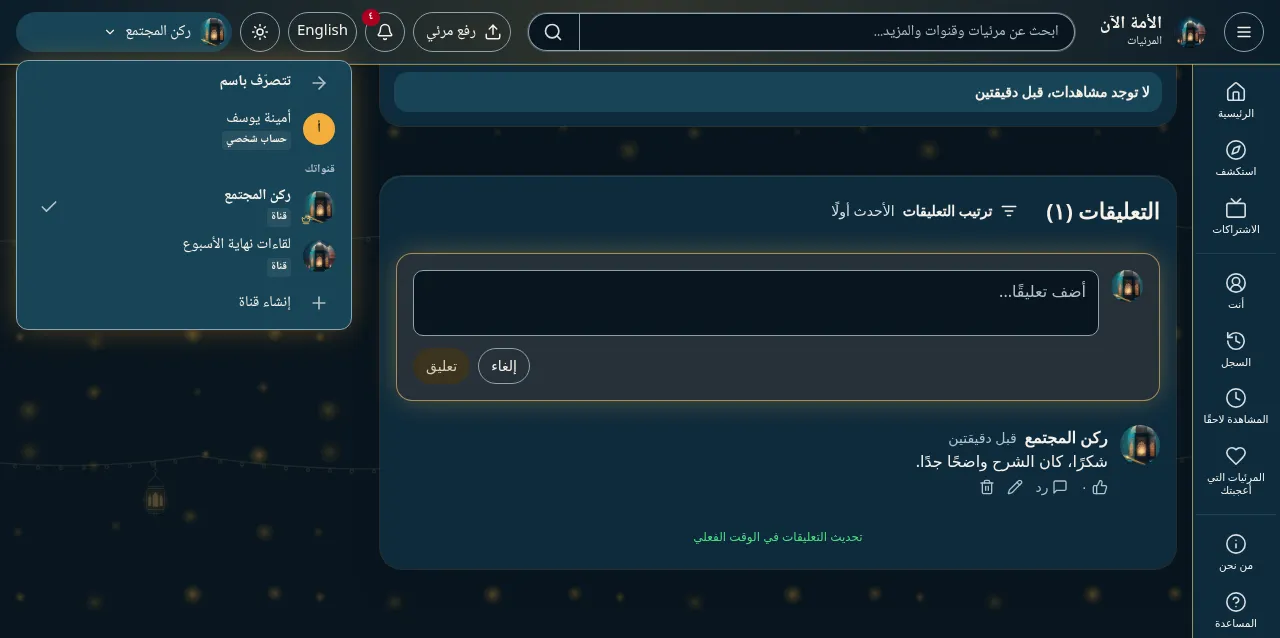 الأمة الآن
المرئيات
ابحث عن مرئيات وقنوات والمزيد...
رفع مرئي
٤
English
ركن المجتمع
تتصرّف باسم
أ
أمينة يوسف
حساب شخصي
قنواتك
ركن المجتمع
قناة
لقاءات نهاية الأسبوع
قناة
إنشاء قناة
الرئيسية
استكشف
الاشتراكات
أنت
السجل
المشاهدة لاحقًا
المرئيات التي
أعجبتك
من نحن
المساعدة
لا توجد مشاهدات، قبل دقيقتين
التعليقات (١)
ترتيب التعليقات الأحدث أولًا
أضف تعليقًا...
إلغاء
تعليق
ركن المجتمع قبل دقيقتين
شكرًا، كان الشرح واضحًا جدًا.
٠ رد
تحديث التعليقات في الوقت الفعلي